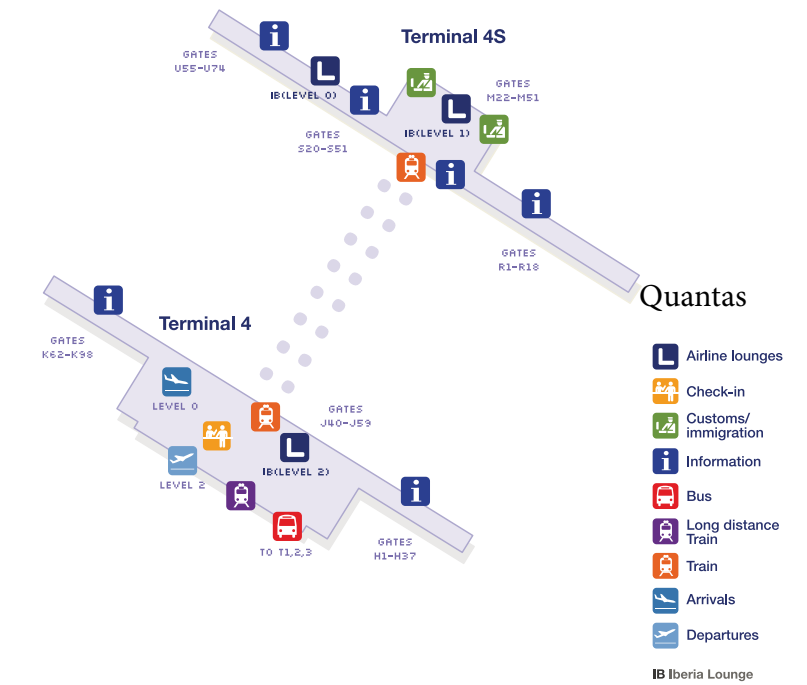 Terminal 4S
GATES
U55-U74
IB(LEVEL 0)
GATES
M22-M51
IB(LEVEL 1)
GATES
S20-S51
GATES
R1-R18
Quantas
Terminal 4
GATES
K62-K98
LEVEL 0
GATES
J40-J59
IB(LEVEL 2)
LEVEL 2
TO T1,2,3
GATES
H1-H37
Airline lounges
Check-in
Customs/
immigration
Information
Bus
Long distance
Train
Train
Arrivals
Departures
IB Iberia Lounge